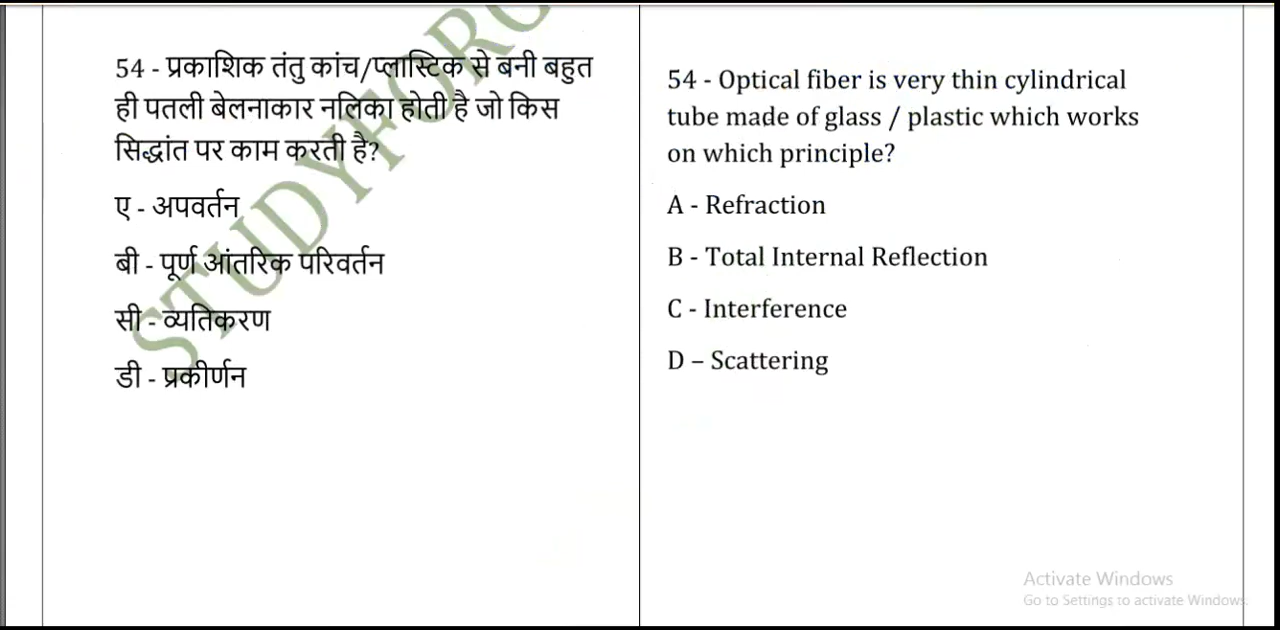 54 - प्रकाशिक तंतु कांच/प्लास्टिक से बनी बहुत
ही पतली बेलनाकार नलिका होती है जो किस
सिद्धांत पर काम करती है?
ए - अपवर्तन
बी - पूर्ण आंतरिक परिवर्तन
सी - व्यतिकरण
डी - प्रकीर्णन
STUDYFORC
54 - Optical fiber is very thin cylindrical
tube made of glass / plastic which works
on which principle?
A - Refraction
B - Total Internal Reflection
C - Interference
D – Scattering
Activate Windows
Go to Settings to activate Windows.